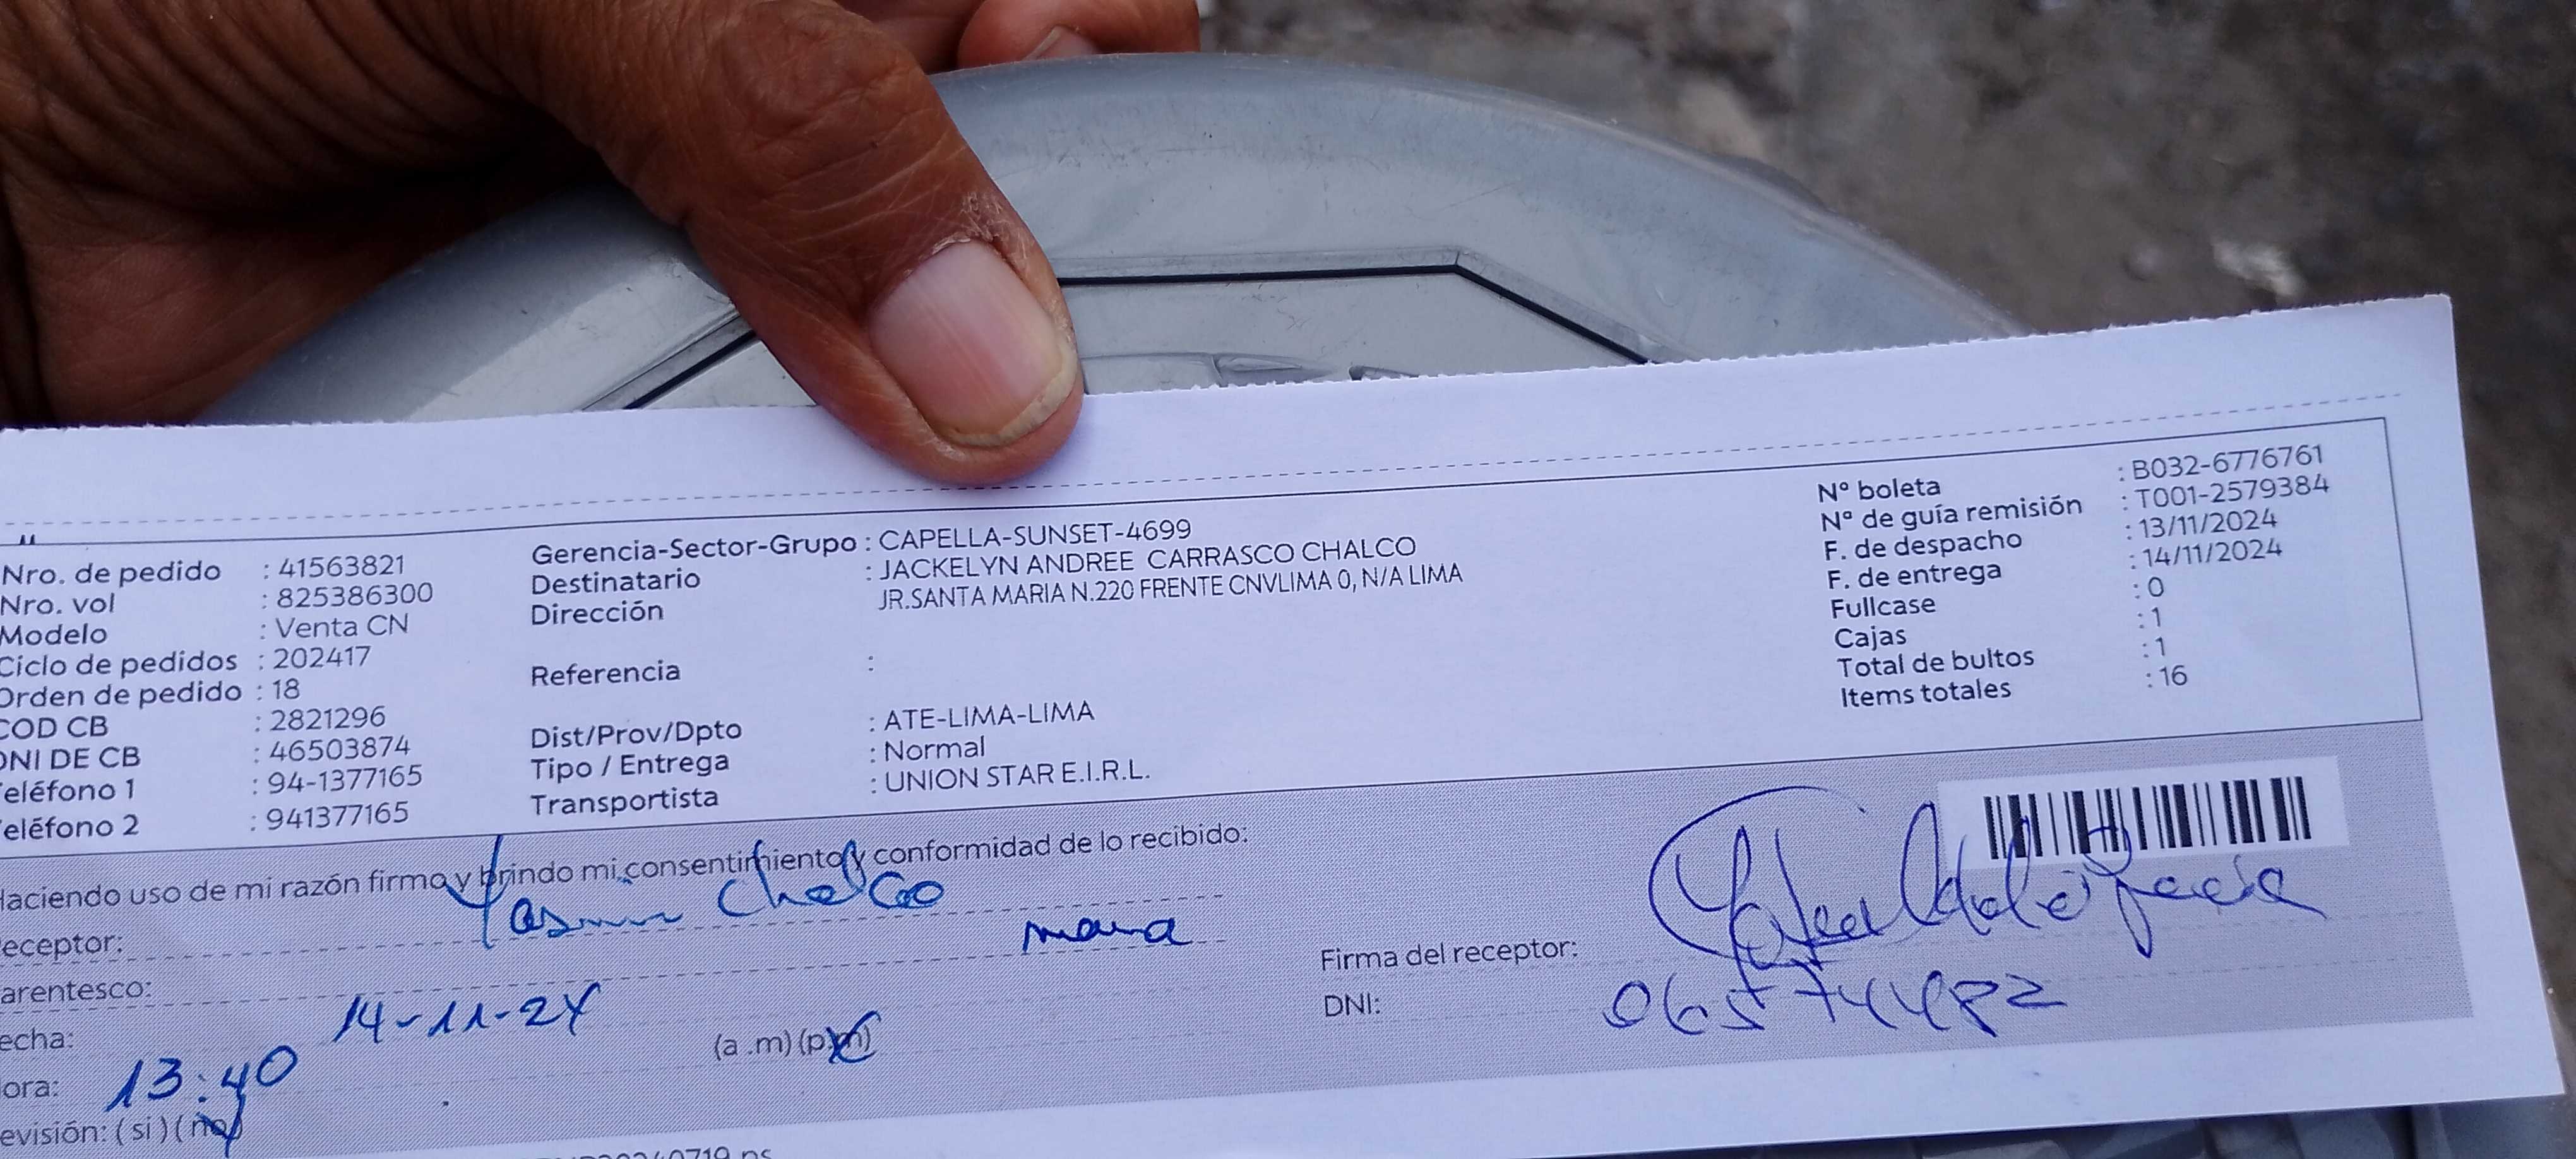 Nro. de pedido : 41563821
Nro. vol : 825386300
Modelo : Venta CN
Ciclo de pedidos : 202417
Orden de pedido : 18
COD CB : 2821296
DNI DE CB : 46503874
Teléfono 1 : 94-1377165
Teléfono 2 : 941377165
Gerencia-Sector-Grupo : CAPELLA-SUNSET-4699
Destinatario : JACKELYN ANDREE CARRASCO CHALCO
Dirección JR.SANTA MARIA N.220 FRENTE CNVLIMA 0, N/A LIMA
Referencia :
Dist/Prov/Dpto : ATE-LIMA-LIMA
Tipo / Entrega : Normal
Transportista : UNION STAR E.I.R.L.
N° boleta : B032-6776761
N° de guía remisión : T001-2579384
F. de despacho : 13/11/2024
F. de entrega : 14/11/2024
Fullcase : 0
Cajas : 1
Total de bultos : 1
Items totales : 16
Haciendo uso de mi razón firmo y brindo mi consentimiento y conformidad de lo recibido:
eceptor: Yasmin Chalco
arentesco: mama
echa: 14-11-24
ora: 13:40 (a .m) (p.m)
evisión: ( si ) ( no )
Firma del receptor:
DNI: 06574482